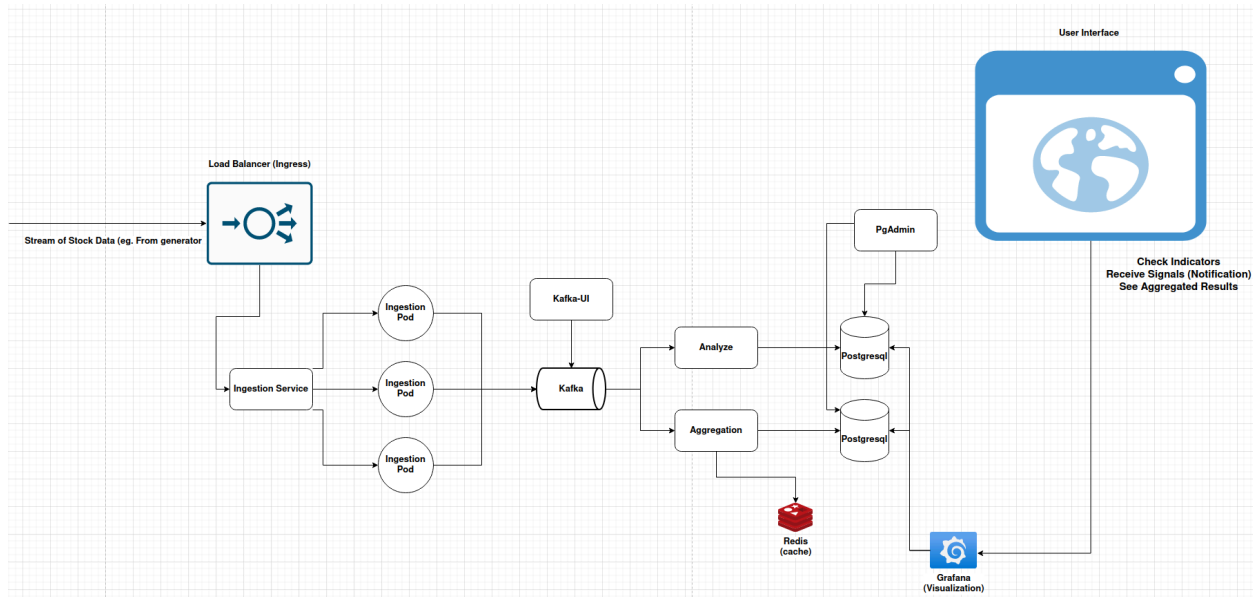 User Interface
Load Balancer (Ingress)
Stream of Stock Data (eg. From generator
PgAdmin
Check Indicators
Receive Signals (Notification)
See Aggregated Results
Kafka-UI
Ingestion
Pod
Analyze
Postgresql
Ingestion Service
Ingestion
Pod
Kafka
Aggregation
Postgresql
Ingestion
Pod
Redis
(cache)
Grafana
(Visualization)